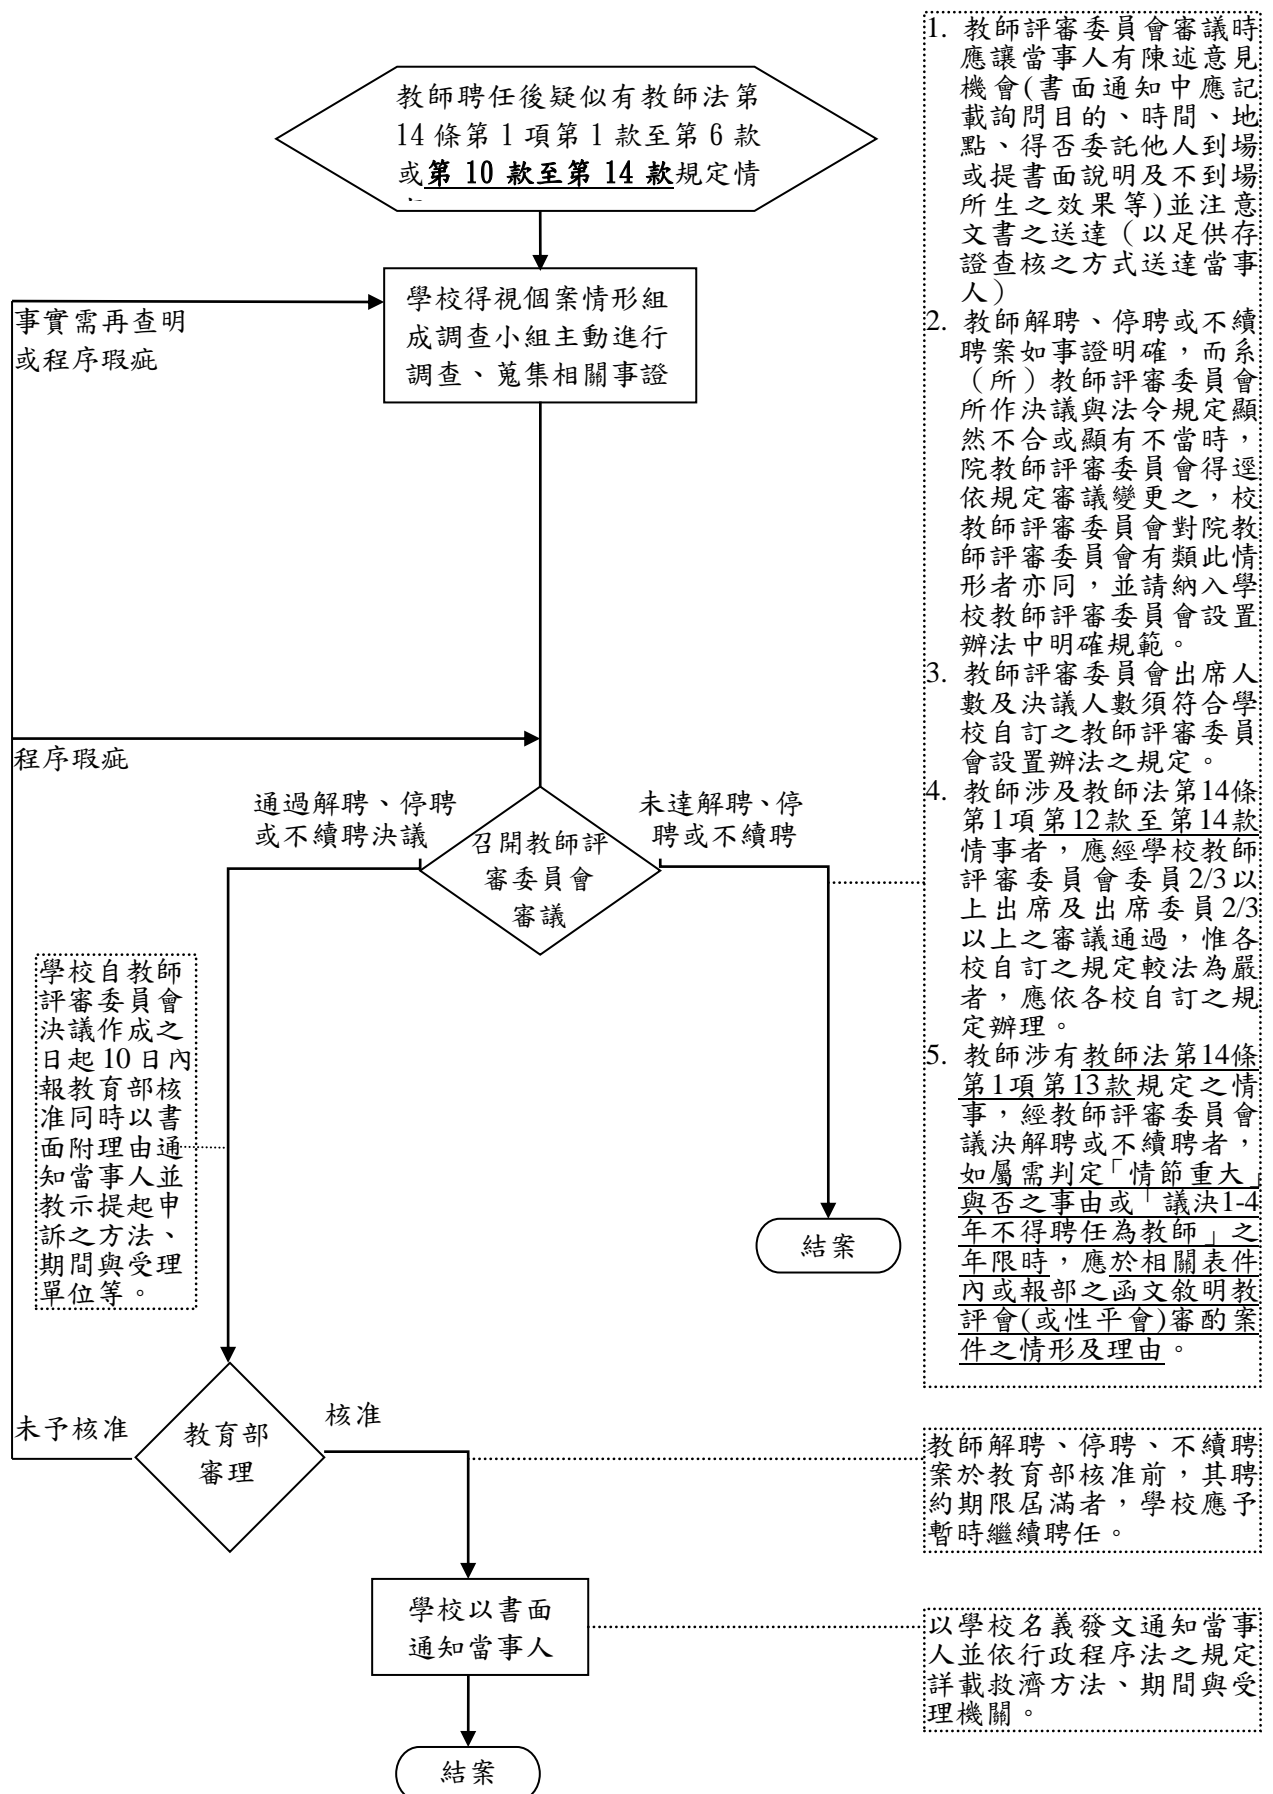 教師聘任後疑似有教師法第
14 條第 1 項第 1 款至第 6 款
或第 10 款至第 14 款規定情
學校得視個案情形組
成調查小組主動進行
調查、蒐集相關事證
事實需再查明
或程序瑕疵
程序瑕疵
通過解聘、停聘
或不續聘決議
未達解聘、停
聘或不續聘
召開教師評
審委員會
審議
學校自教師
評審委員會
決議作成之
日起 10 日內
報教育部核
准同時以書
面附理由通
知當事人並
教示提起申
訴之方法、
期間與受理
單位等。
結案
未予核准
教育部
審理
核准
學校以書面
通知當事人
結案
1. 教師評審委員會審議時
應讓當事人有陳述意見
機會(書面通知中應記
載詢問目的、時間、地
點、得否委託他人到場
或提書面說明及不到場
所生之效果等)並注意
文書之送達（以足供存
證查核之方式送達當事
人）
2. 教師解聘、停聘或不續
聘案如事證明確，而系
（所）教師評審委員會
所作決議與法令規定顯
然不合或顯有不當時，
院教師評審委員會得逕
依規定審議變更之，校
教師評審委員會對院教
師評審委員會有類此情
形者亦同，並請納入學
校教師評審委員會設置
辦法中明確規範。
3. 教師評審委員會出席人
數及決議人數須符合學
校自訂之教師評審委員
會設置辦法之規定。
4. 教師涉及教師法第14條
第1項第12款至第14款
情事者，應經學校教師
評審委員會委員2/3以
上出席及出席委員2/3
以上之審議通過，惟各
校自訂之規定較法為嚴
者，應依各校自訂之規
定辦理。
5. 教師涉有教師法第14條
第1項第13款規定之情
事，經教師評審委員會
議決解聘或不續聘者，
如屬需判定「情節重大」
與否之事由或「議決1-4
年不得聘任為教師」之
年限時，應於相關表件
內或報部之函文敘明教
評會(或性平會)審酌案
件之情形及理由。
教師解聘、停聘、不續聘
案於教育部核准前，其聘
約期限屆滿者，學校應予
暫時繼續聘任。
以學校名義發文通知當事
人並依行政程序法之規定
詳載救濟方法、期間與受
理機關。